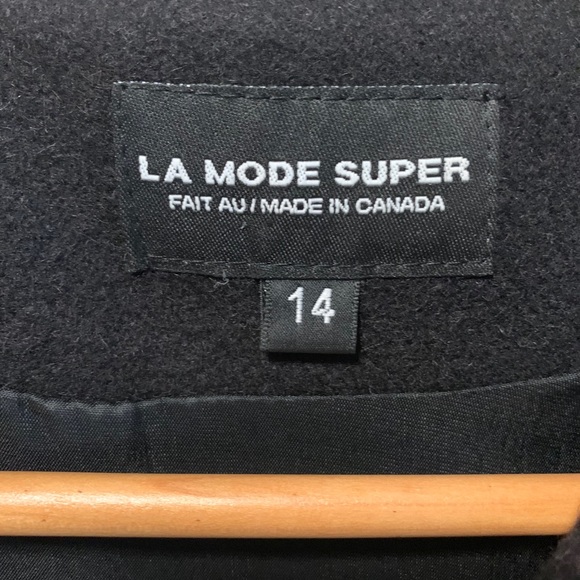 LA MODE SUPER
FAIT AU / MADE IN CANADA
14